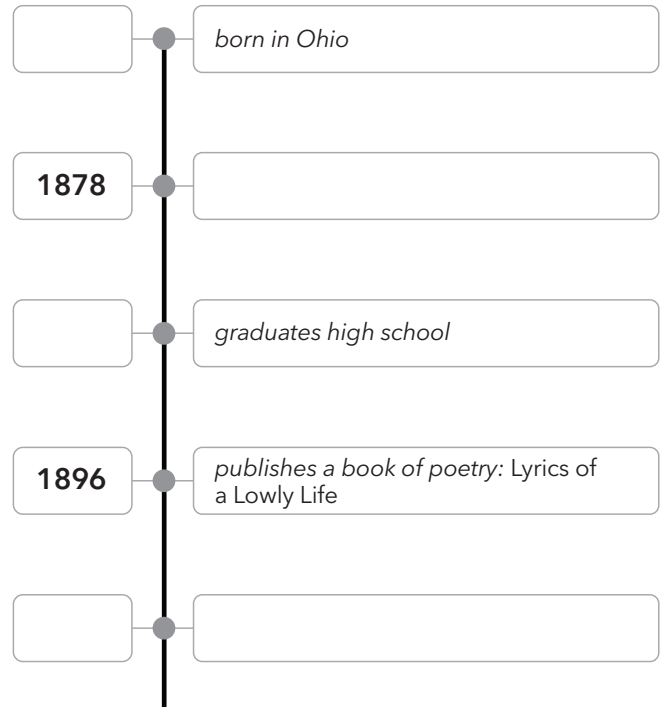 born in Ohio
1878
graduates high school
1896
publishes a book of poetry: Lyrics of
a Lowly Life